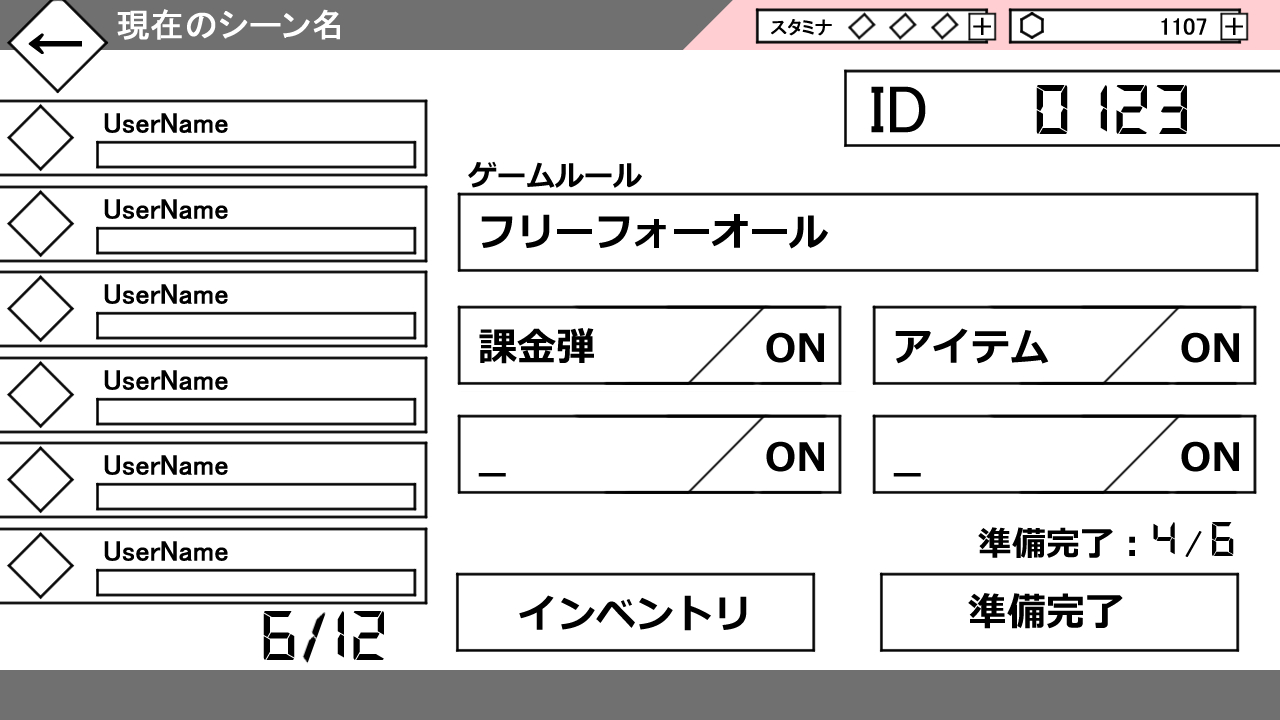 現在のシーン名
スタミナ
1107
ID 0123
UserName
UserName
UserName
UserName
UserName
UserName
6/12
ゲームルール
フリーフォーオール
課金弾 ON
アイテム ON
_ ON
_ ON
準備完了：4/6
インベントリ
準備完了